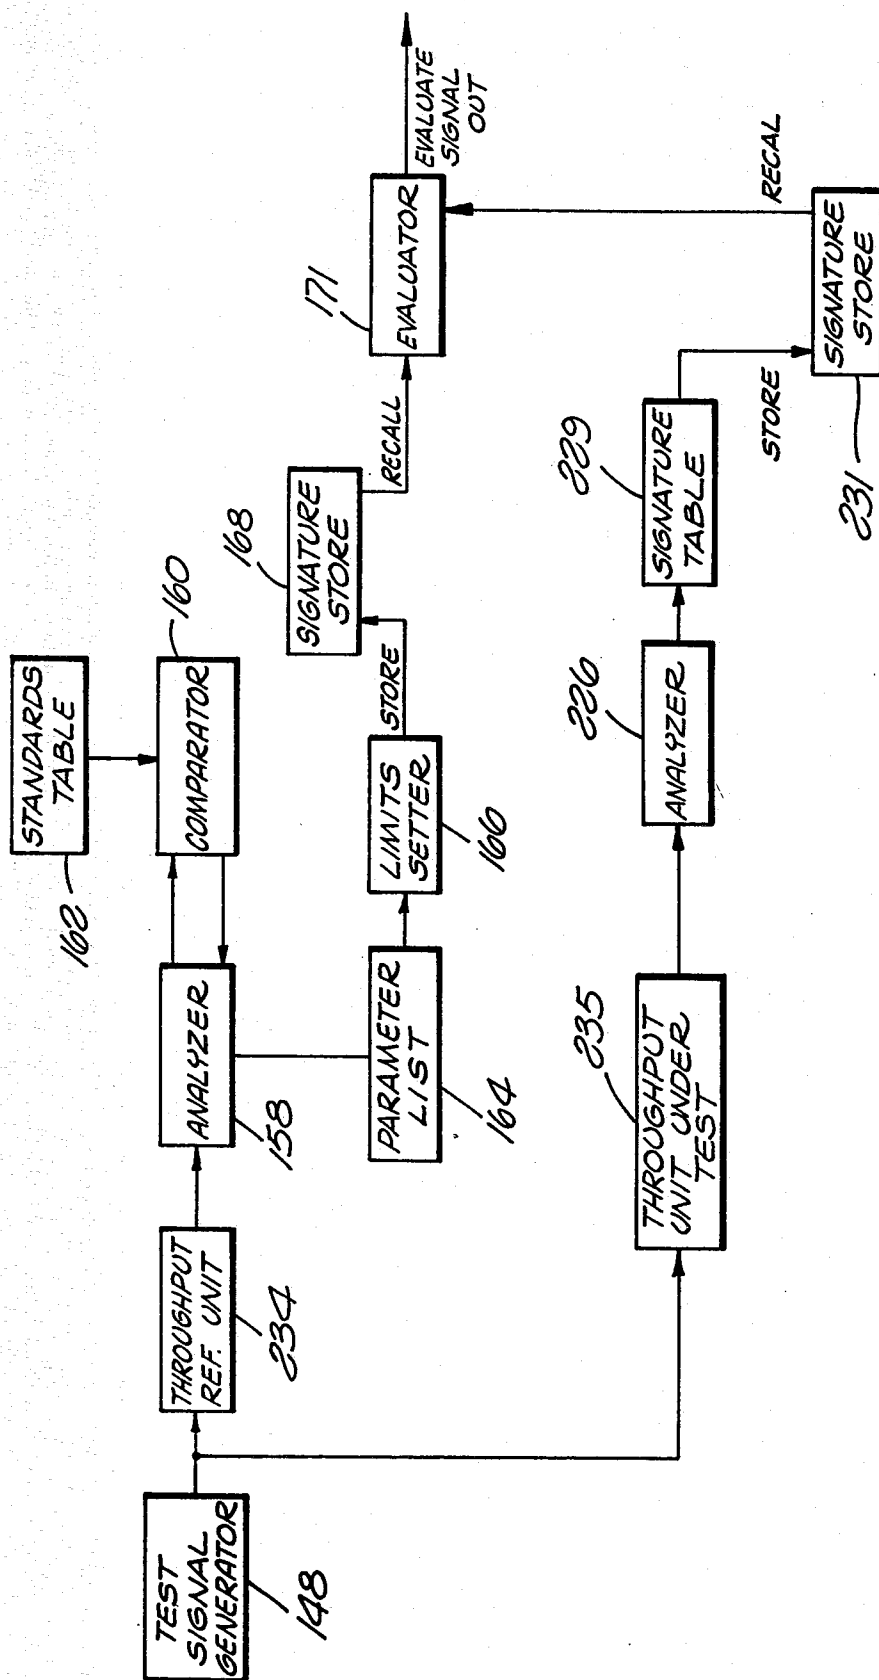 TEST
SIGNAL
GENERATOR
148
THROUGHPUT
REF. UNIT
234
ANALYZER
158
COMPARATOR
160
STANDARDS
TABLE
162
PARAMETER
LIST
164
LIMITS
SETTER
166
STORE
SIGNATURE
STORE
168
RECALL
EVALUATOR
171
EVALUATE
SIGNAL
OUT
THROUGHPUT
UNIT UNDER
TEST
235
ANALYZER
226
SIGNATURE
TABLE
229
STORE
SIGNATURE
STORE
231
RECAL